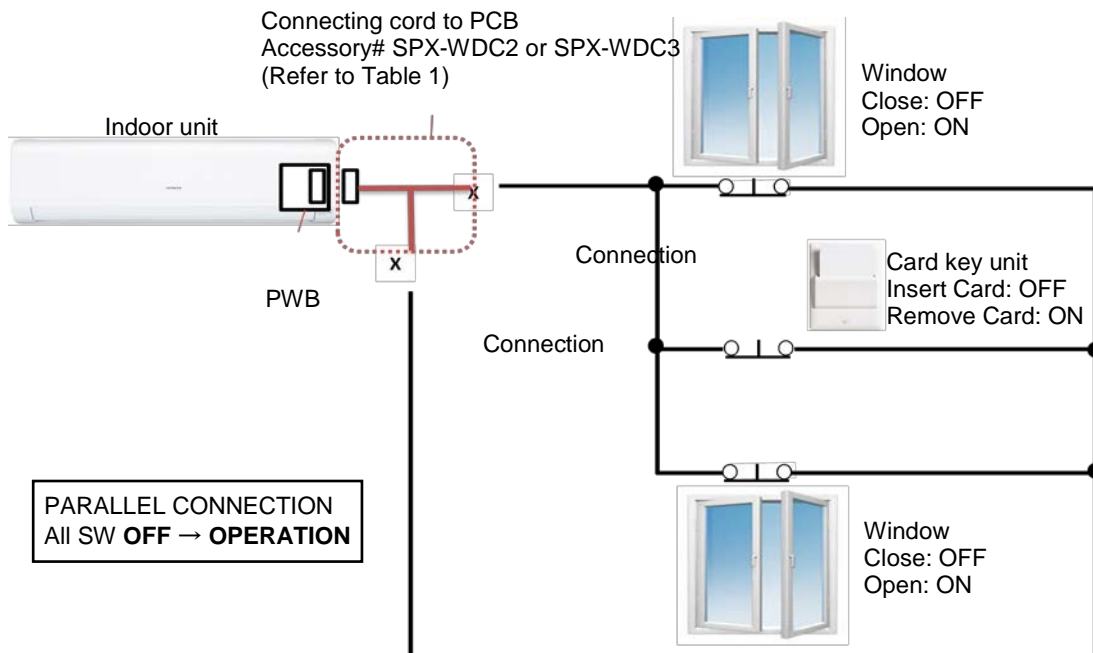 Connecting cord to PCB
Accessory# SPX-WDC2 or SPX-WDC3
(Refer to Table 1)
Indoor unit
Window
Close: OFF
Open: ON
HITACHI
X
X
Connection
PWB
Card key unit
Insert Card: OFF
Remove Card: ON
Connection
PARALLEL CONNECTION
All SW OFF → OPERATION
Window
Close: OFF
Open: ON